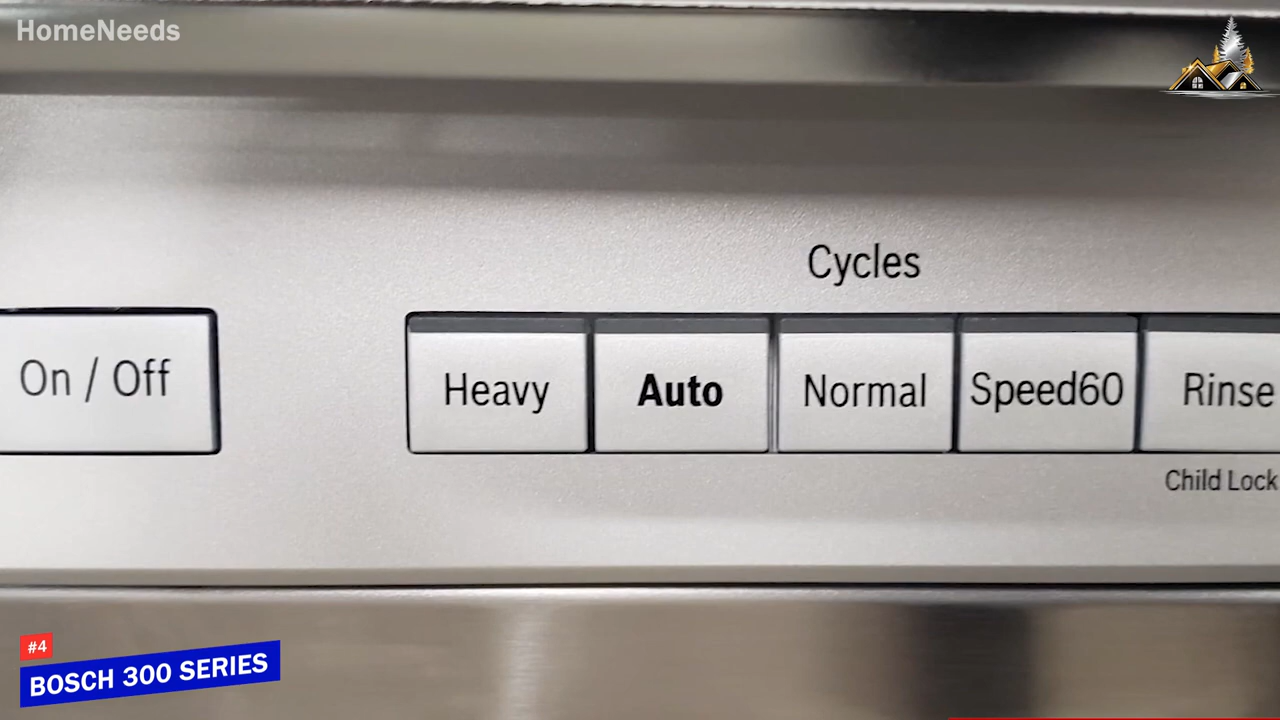 HomeNeeds
Cycles
On / Off
Heavy
Auto
Normal
Speed60
Rinse
Child Lock
#4
BOSCH 300 SERIES